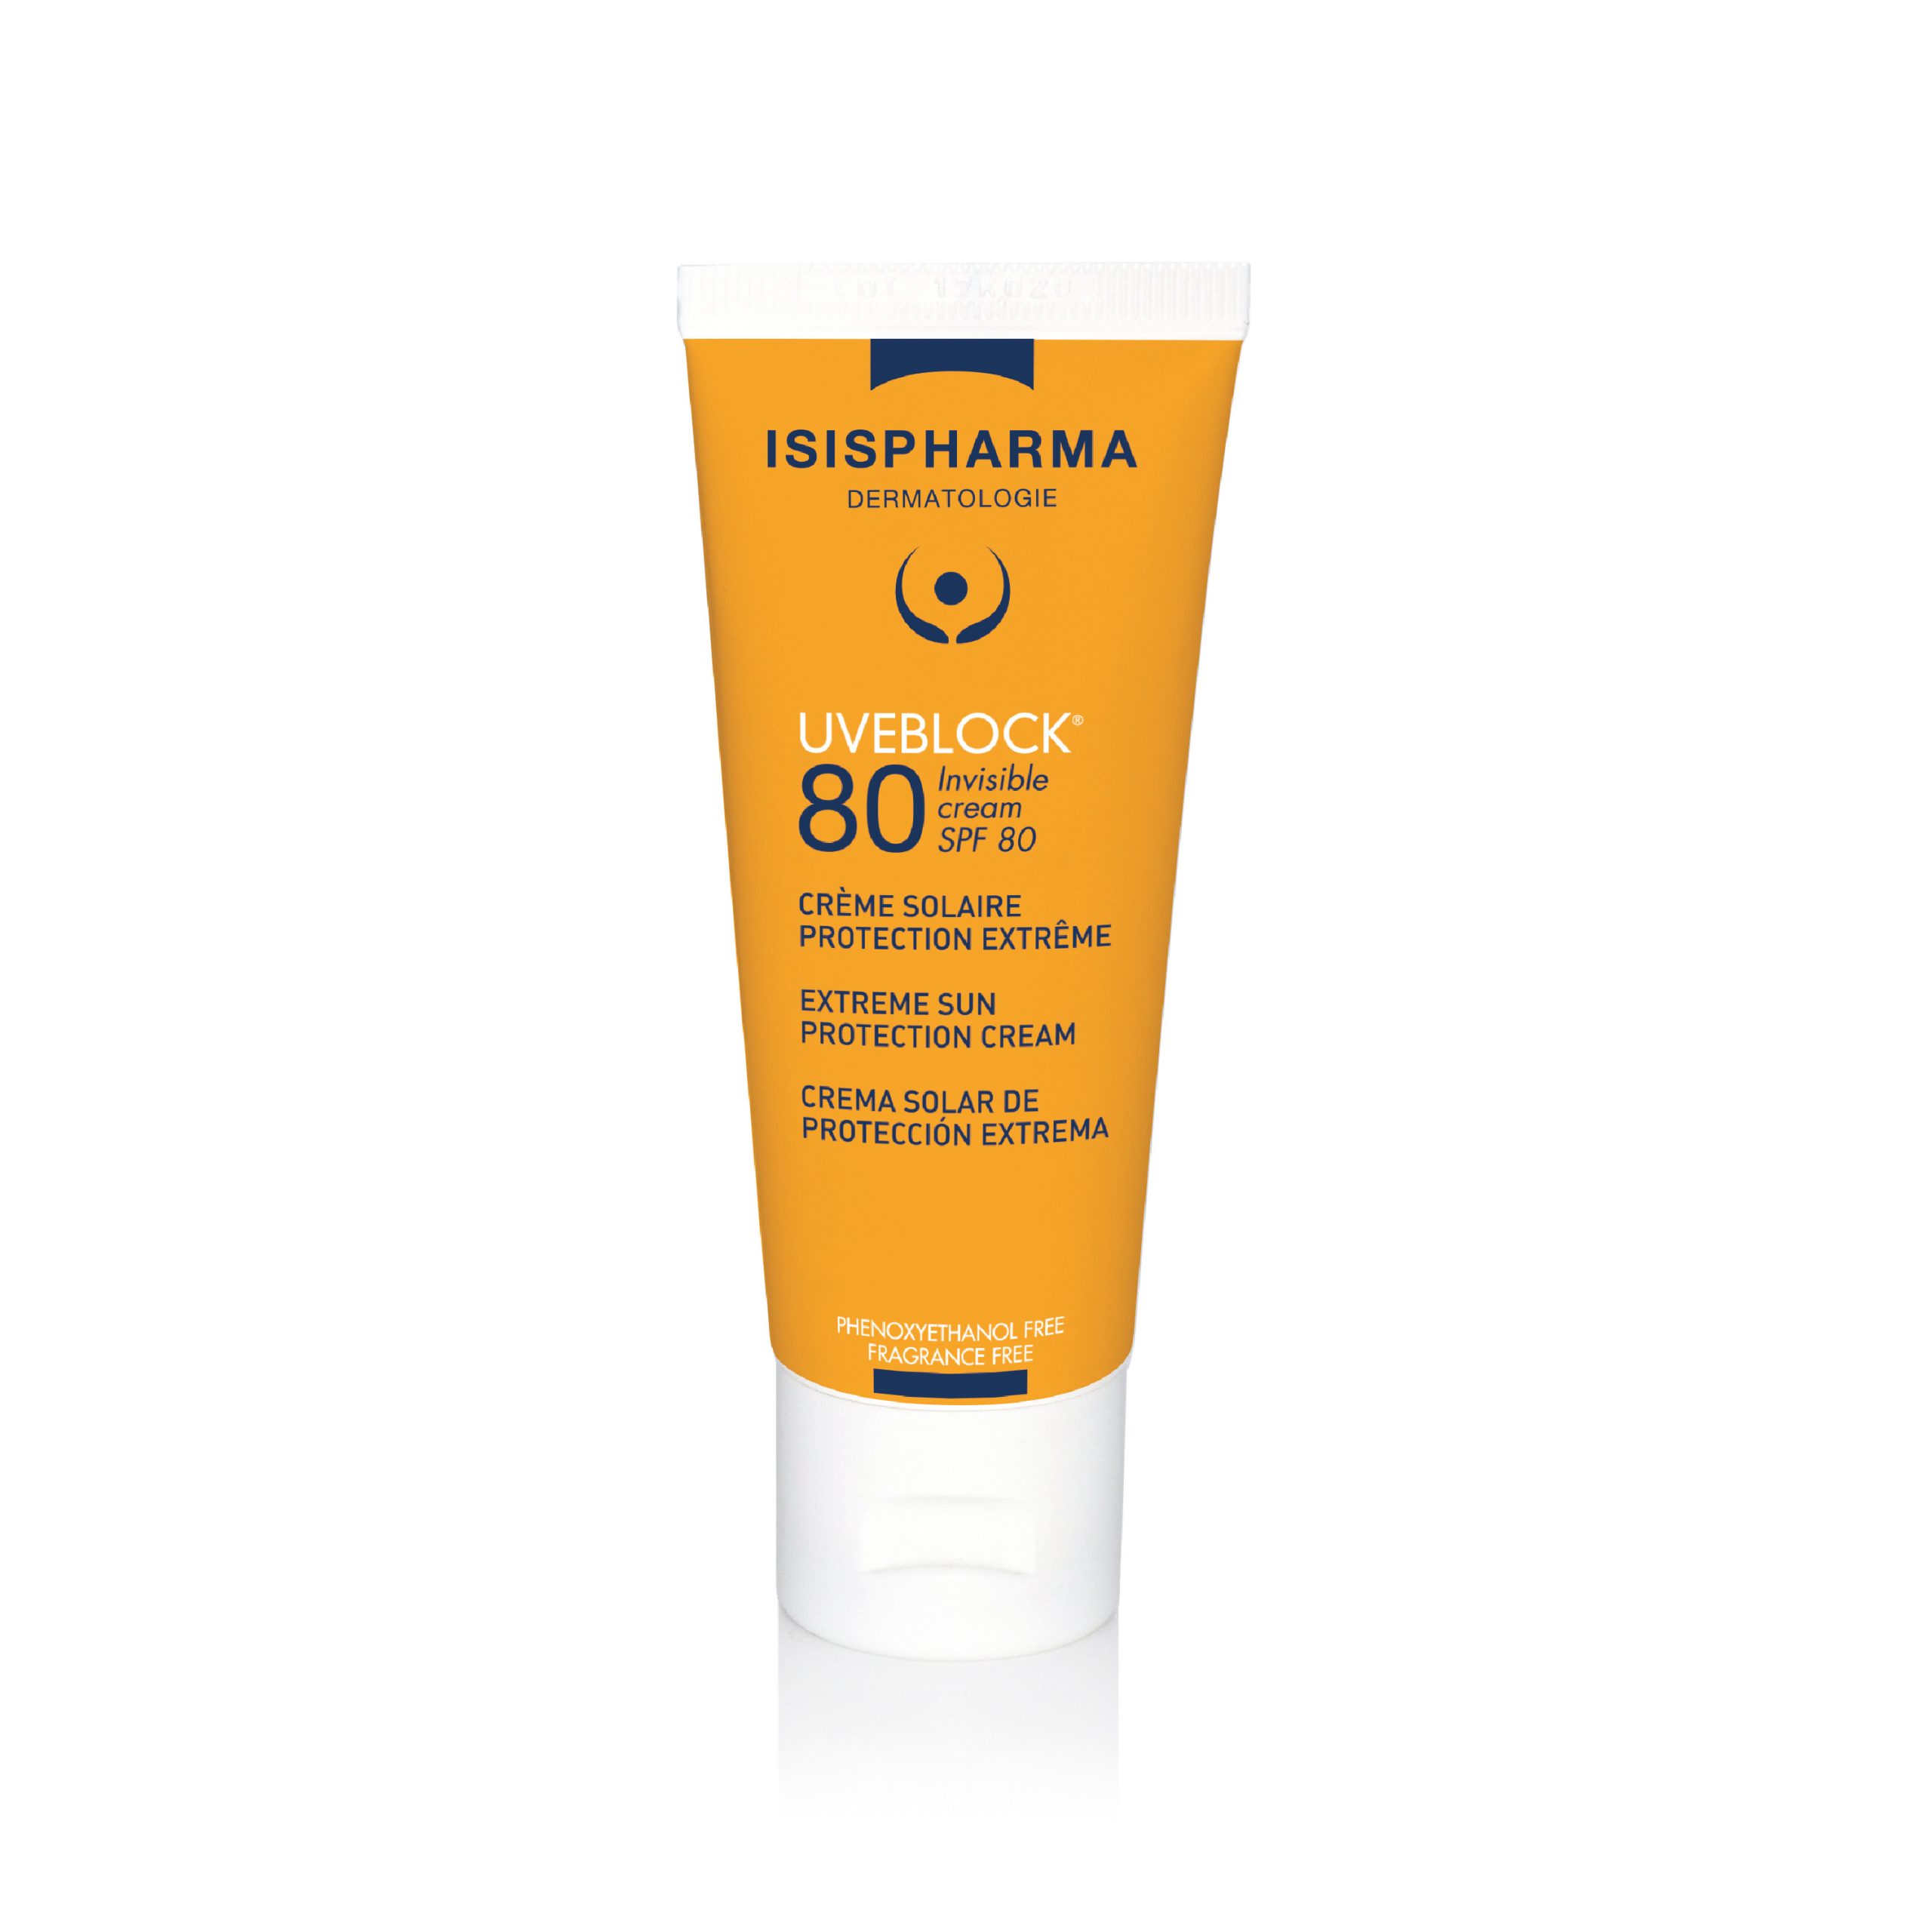 ISISPHARMA
DERMATOLOGIE
UVEBLOCK®
80 Invisible
cream
SPF 80
CRÈME SOLAIRE
PROTECTION EXTRÊME
EXTREME SUN
PROTECTION CREAM
CREMA SOLAR DE
PROTECCIÓN EXTREMA
PHENOXYETHANOL FREE
FRAGRANCE FREE